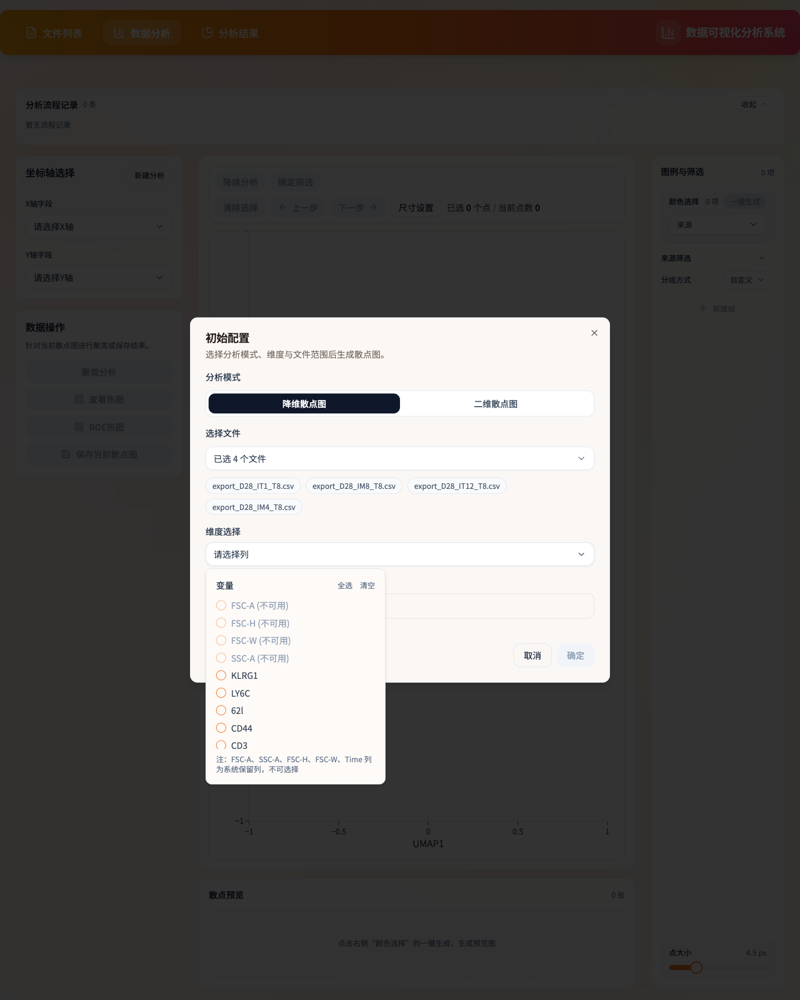 文件列表
数据分析
分析结果
数据可视化分析系统
分析流程记录 0 条
收起
暂无流程记录
坐标轴选择
新建分析
X轴字段
请选择X轴
Y轴字段
请选择Y轴
数据操作
针对当前散点图进行聚类或保存结果。
聚类分析
查看热图
ROE热图
保存当前散点图
降维分析
确定筛选
清除选择
上一步
下一步
尺寸设置
已选 0 个点 / 当前点数 0
图例与筛选
0 项
颜色选择 0 项 一键生成
来源
来源筛选
分组方式
自定义
新建组
初始配置
选择分析模式、维度与文件范围后生成散点图。
分析模式
降维散点图
二维散点图
选择文件
已选 4 个文件
export_D28_IT1_T8.csv
export_D28_IM8_T8.csv
export_D28_IT12_T8.csv
export_D28_IM4_T8.csv
维度选择
请选择列
变量
全选 清空
FSC-A (不可用)
FSC-H (不可用)
FSC-W (不可用)
SSC-A (不可用)
KLRG1
LY6C
62l
CD44
CD3
注：FSC-A、SSC-A、FSC-H、FSC-W、Time 列
为系统保留列，不可选择
取消
确定
−1
−1 −0.5 0 0.5 1
UMAP1
散点预览
0 张
点击右侧“颜色选择”的一键生成，生成预览图
点大小
4.5 px